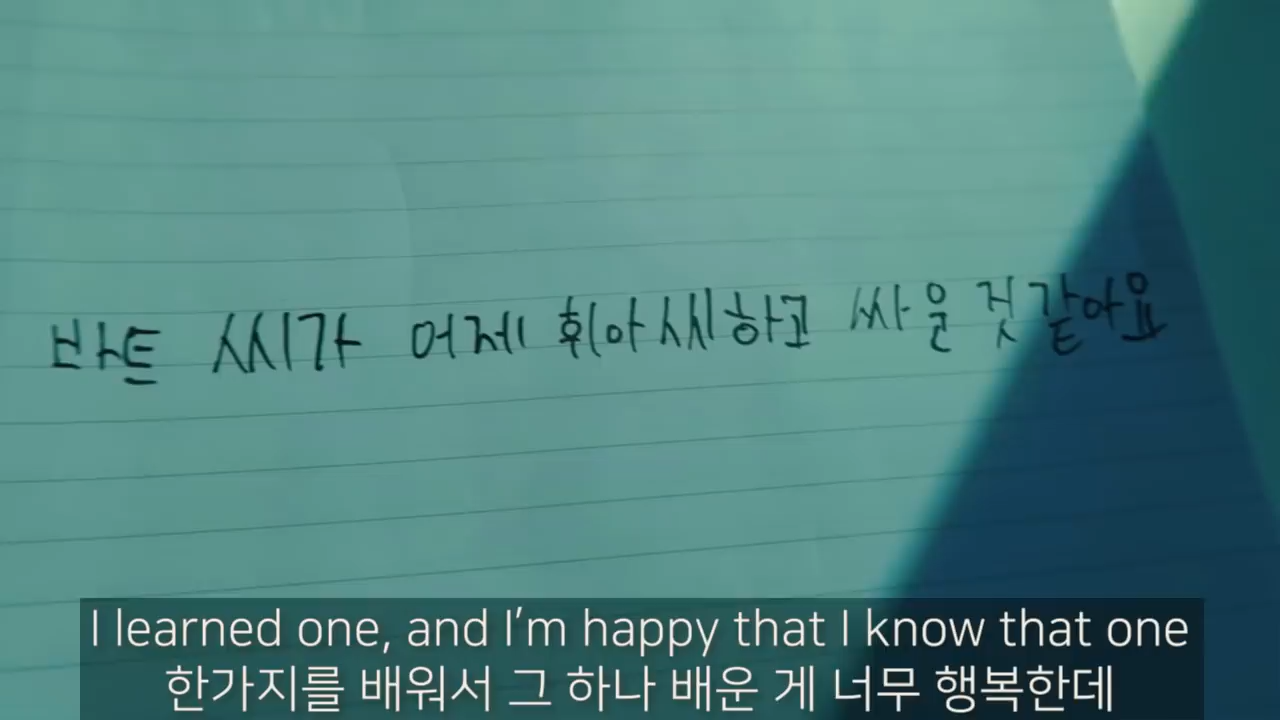 바트 씨가 어제 휘아씨하고 싸울 것 같아요
I learned one, and I'm happy that I know that one
한가지를 배워서 그 하나 배운 게 너무 행복한데